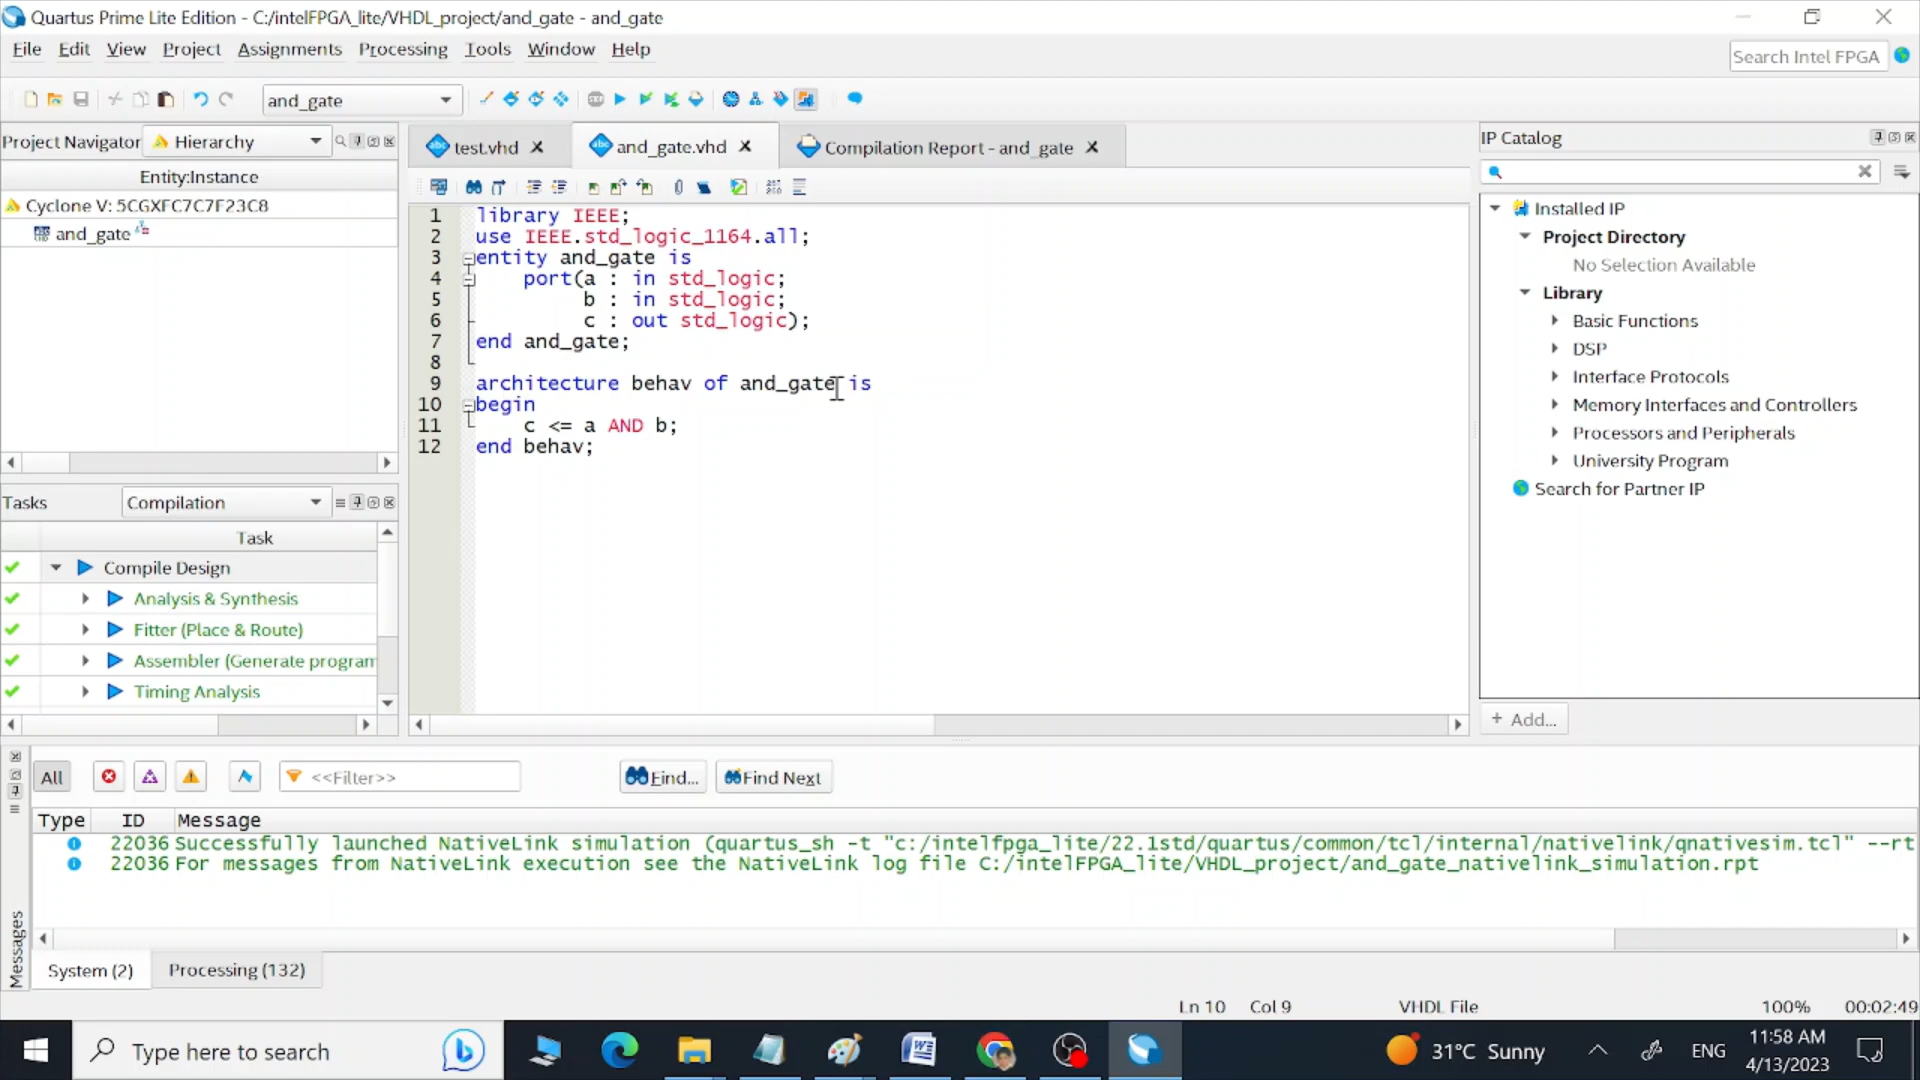 Quartus Prime Lite Edition - C:/intelFPGA_lite/VHDL_project/and_gate - and_gate
File Edit View Project Assignments Processing Tools Window Help
Search Intel FPGA
and_gate
Project Navigator Hierarchy
Entity:Instance
Cyclone V: 5CGXFC7C7F23C8
and_gate
Tasks Compilation
Task
Compile Design
Analysis & Synthesis
Fitter (Place & Route)
Assembler (Generate program
Timing Analysis
test.vhd
and_gate.vhd
Compilation Report - and_gate
1 library IEEE;
2 use IEEE.std_logic_1164.all;
3 entity and_gate is
4 port(a : in std_logic;
5 b : in std_logic;
6 c : out std_logic);
7 end and_gate;
8
9 architecture behav of and_gate is
10 begin
11 c <= a AND b;
12 end behav;
IP Catalog
Installed IP
Project Directory
No Selection Available
Library
Basic Functions
DSP
Interface Protocols
Memory Interfaces and Controllers
Processors and Peripherals
University Program
Search for Partner IP
+ Add...
All <<Filter>> Find... Find Next
Type ID Message
22036 Successfully launched NativeLink simulation (quartus_sh -t "c:/intelfpga_lite/22.1std/quartus/common/tcl/internal/nativelink/qnativesim.tcl" --rt
22036 For messages from NativeLink execution see the NativeLink log file C:/intelFPGA_lite/VHDL_project/and_gate_nativelink_simulation.rpt
Messages
System (2) Processing (132)
Ln 10 Col 9 VHDL File 100% 00:02:49
Type here to search
31°C Sunny
ENG
11:58 AM
4/13/2023